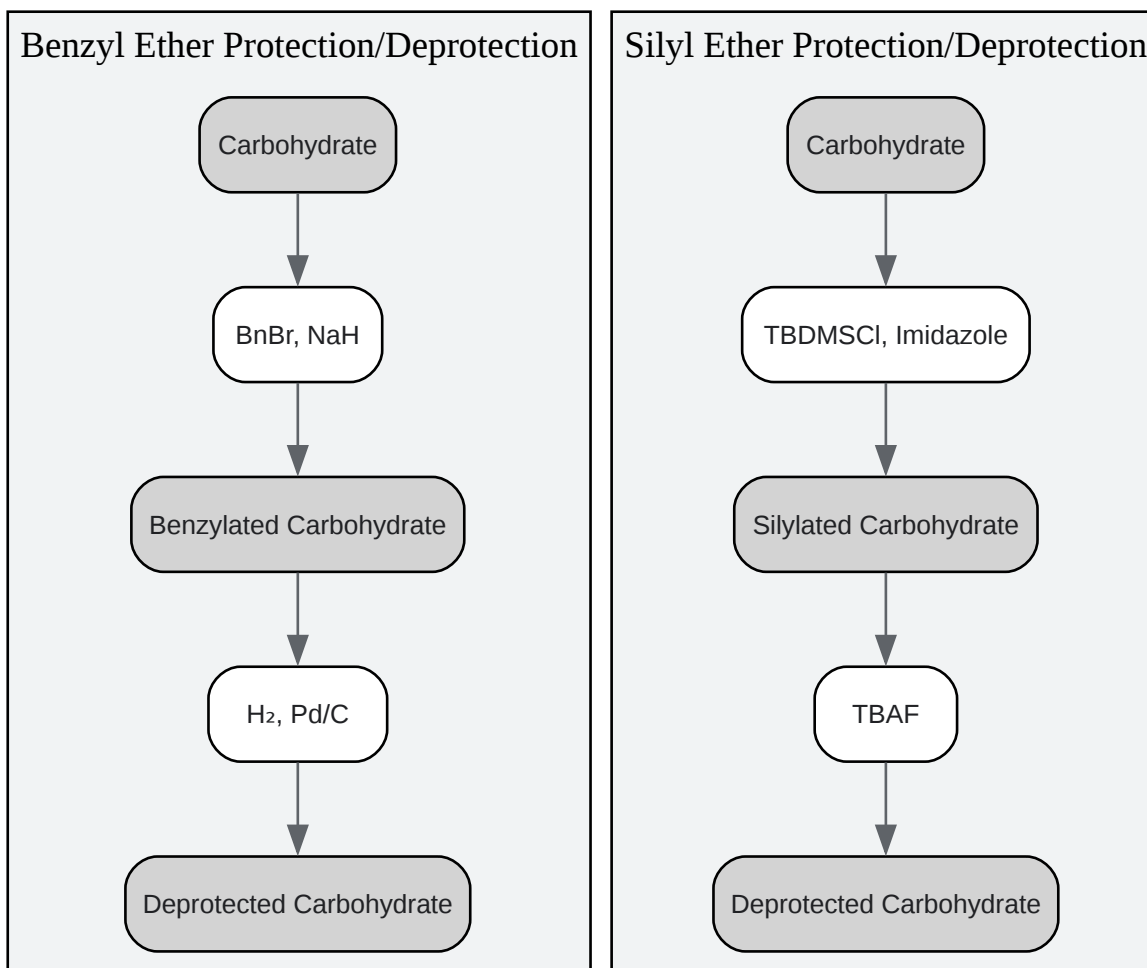 Benzyl Ether Protection/Deprotection
Carbohydrate
BnBr, NaH
Benzylated Carbohydrate
H₂, Pd/C
Deprotected Carbohydrate
Silyl Ether Protection/Deprotection
Carbohydrate
TBDMSCl, Imidazole
Silylated Carbohydrate
TBAF
Deprotected Carbohydrate